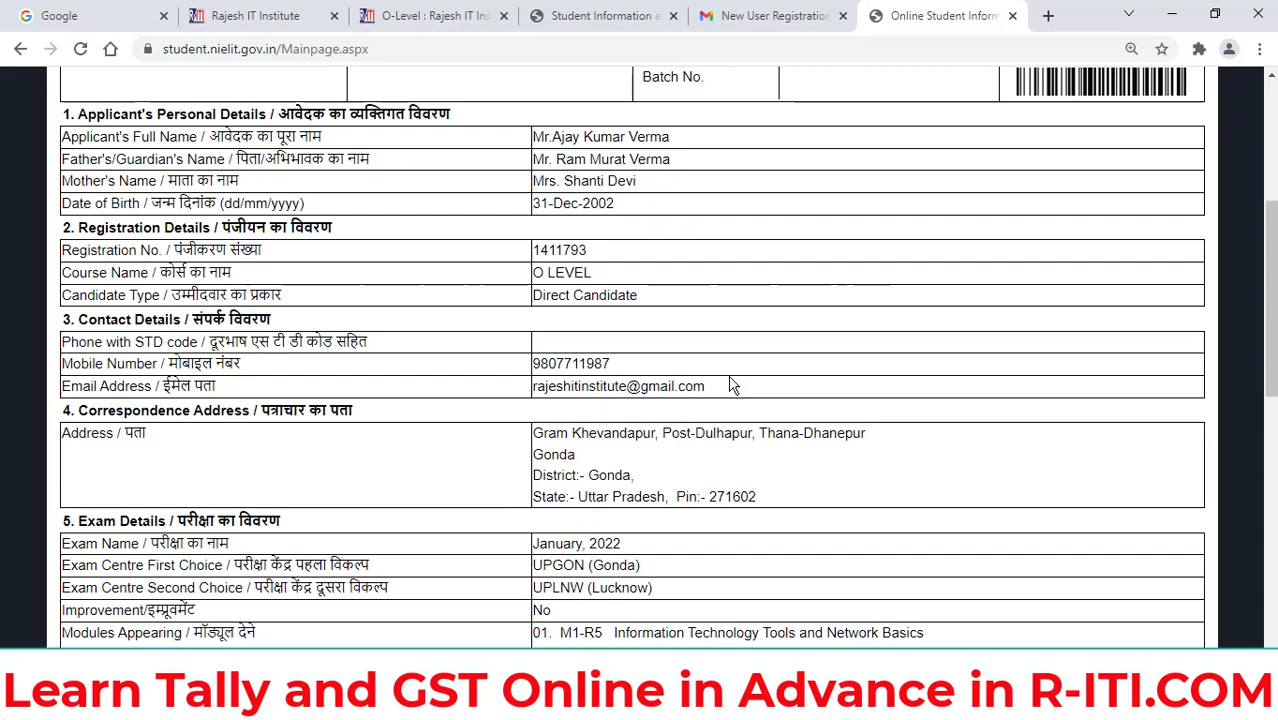 Google
Rajesh IT Institute
O-Level : Rajesh IT Ins
Student Information a
New User Registration
Online Student Inform
student.nielit.gov.in/Mainpage.aspx
Batch No.
1. Applicant's Personal Details / आवेदक का व्यक्तिगत विवरण
Applicant's Full Name / आवेदक का पूरा नाम Mr.Ajay Kumar Verma
Father's/Guardian's Name / पिता/अभिभावक का नाम Mr. Ram Murat Verma
Mother's Name / माता का नाम Mrs. Shanti Devi
Date of Birth / जन्म दिनांक (dd/mm/yyyy) 31-Dec-2002
2. Registration Details / पंजीयन का विवरण
Registration No. / पंजीकरण संख्या 1411793
Course Name / कोर्स का नाम O LEVEL
Candidate Type / उम्मीदवार का प्रकार Direct Candidate
3. Contact Details / संपर्क विवरण
Phone with STD code / दूरभाष एस टी डी कोड सहित
Mobile Number / मोबाइल नंबर 9807711987
Email Address / ईमेल पता rajeshitinstitute@gmail.com
4. Correspondence Address / पत्राचार का पता
Address / पता Gram Khevandapur, Post-Dulhapur, Thana-Dhanepur
Gonda
District:- Gonda,
State:- Uttar Pradesh, Pin:- 271602
5. Exam Details / परीक्षा का विवरण
Exam Name / परीक्षा का नाम January, 2022
Exam Centre First Choice / परीक्षा केंद्र पहला विकल्प UPGON (Gonda)
Exam Centre Second Choice / परीक्षा केंद्र दूसरा विकल्प UPLNW (Lucknow)
Improvement/इम्प्रूवमेंट No
Modules Appearing / मॉड्यूल देने 01. M1-R5 Information Technology Tools and Network Basics
Learn Tally and GST Online in Advance in R-ITI.COM